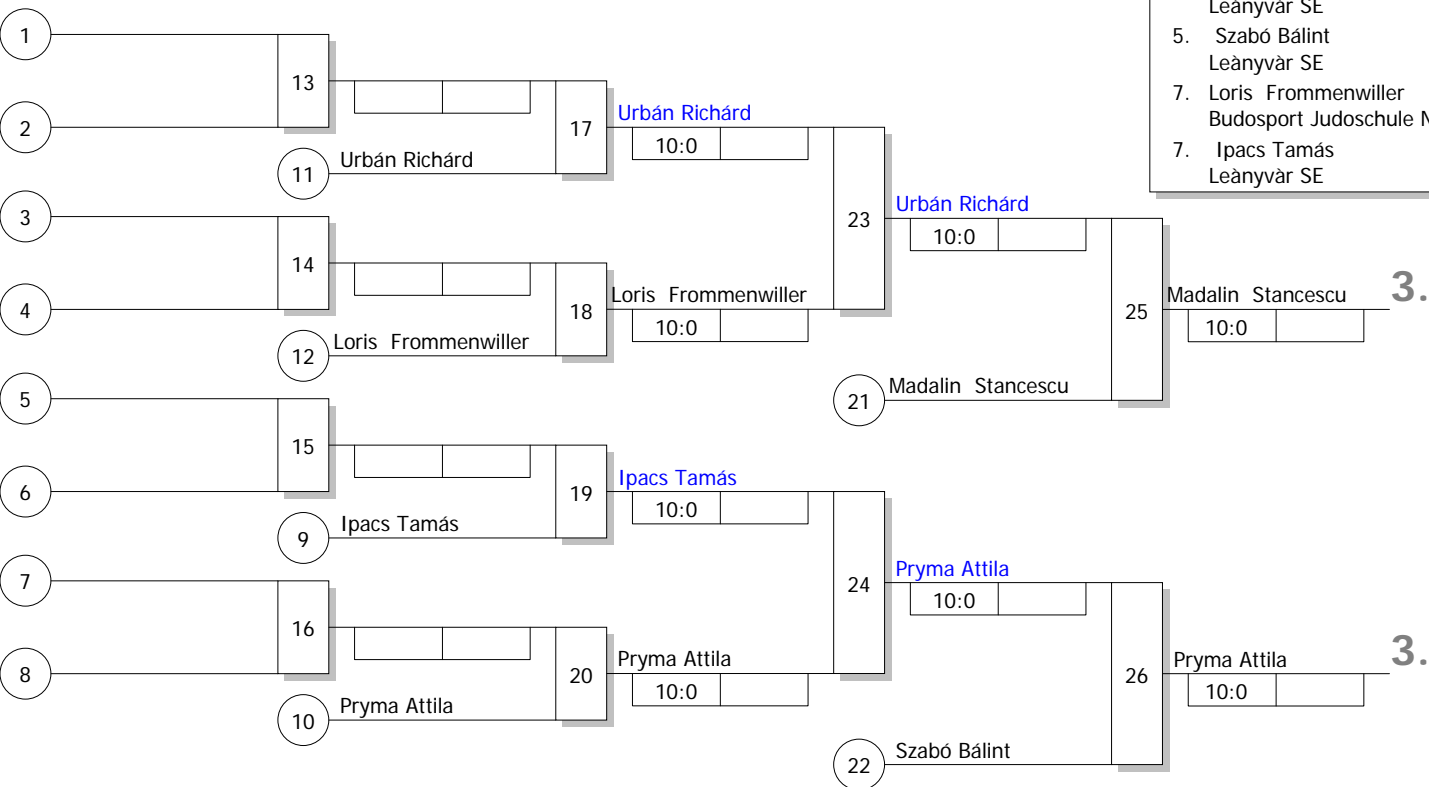 Leànyvàr SE
5. Szabó Bálint
Leànyvàr SE
7. Loris Frommenwiller
Budosport Judoschule
7. Ipacs Tamás
Leànyvàr SE
1
13
2
17
Urbán Richárd
10:0
11
Urbán Richárd
3
23
Urbán Richárd
10:0
14
4
18
Loris Frommenwiller
10:0
12
Loris Frommenwiller
25
Madalin Stancescu
10:0
3.
21
Madalin Stancescu
5
15
6
19
Ipacs Tamás
10:0
9
Ipacs Tamás
7
24
Pryma Attila
10:0
16
8
20
Pryma Attila
10:0
10
Pryma Attila
26
Pryma Attila
10:0
3.
22
Szabó Bálint